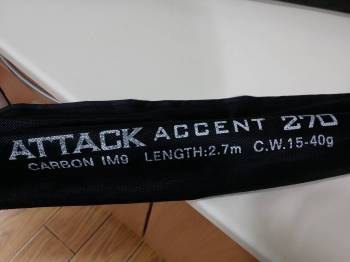 ATTACK ACCENT 270
CARBON IM9 LENGTH:2.7m C.W.15-40g